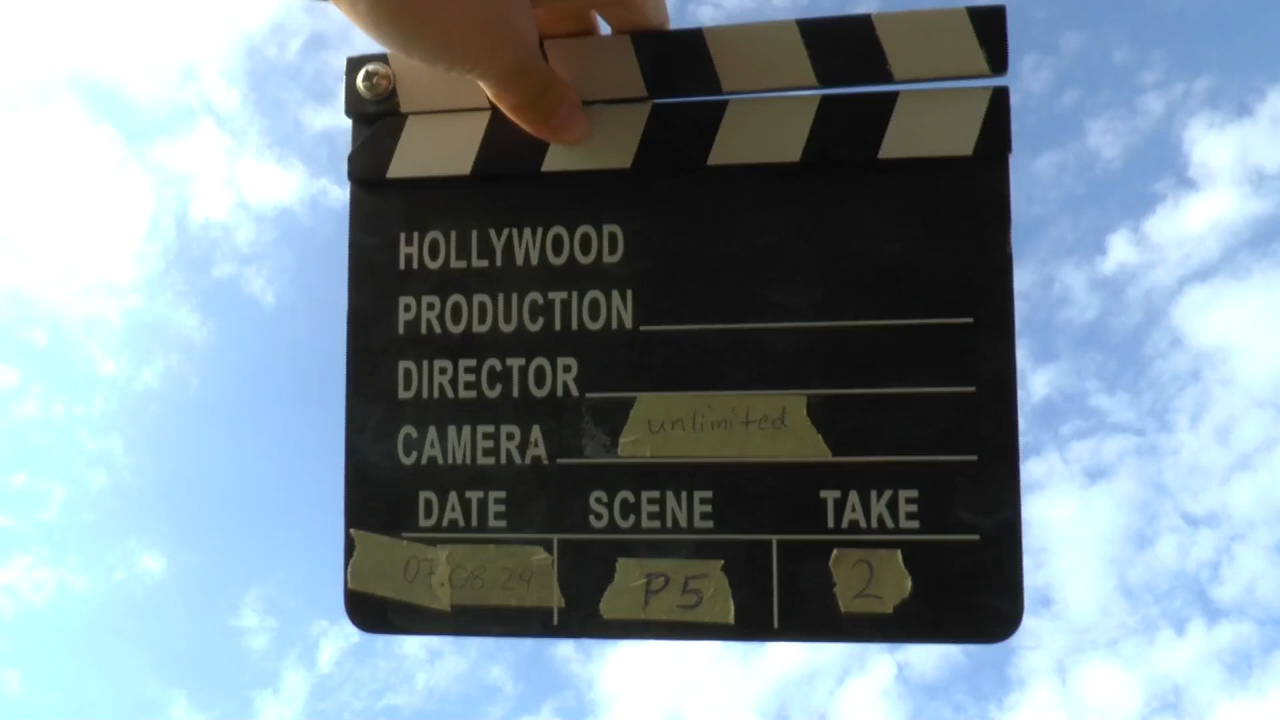 HOLLYWOOD
PRODUCTION
DIRECTOR
CAMERA unlimited
DATE SCENE TAKE
07.08.24 P5 2